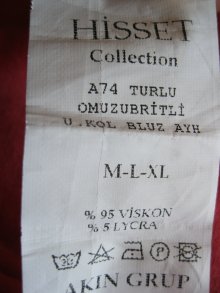 HİSSET
Collection
A74 TURLU
OMUZUBRİTLİ
U.KOL BLUZ AYH
M-L-XL
% 95 VİSKON
% 5 LYCRA
AKIN GRUP